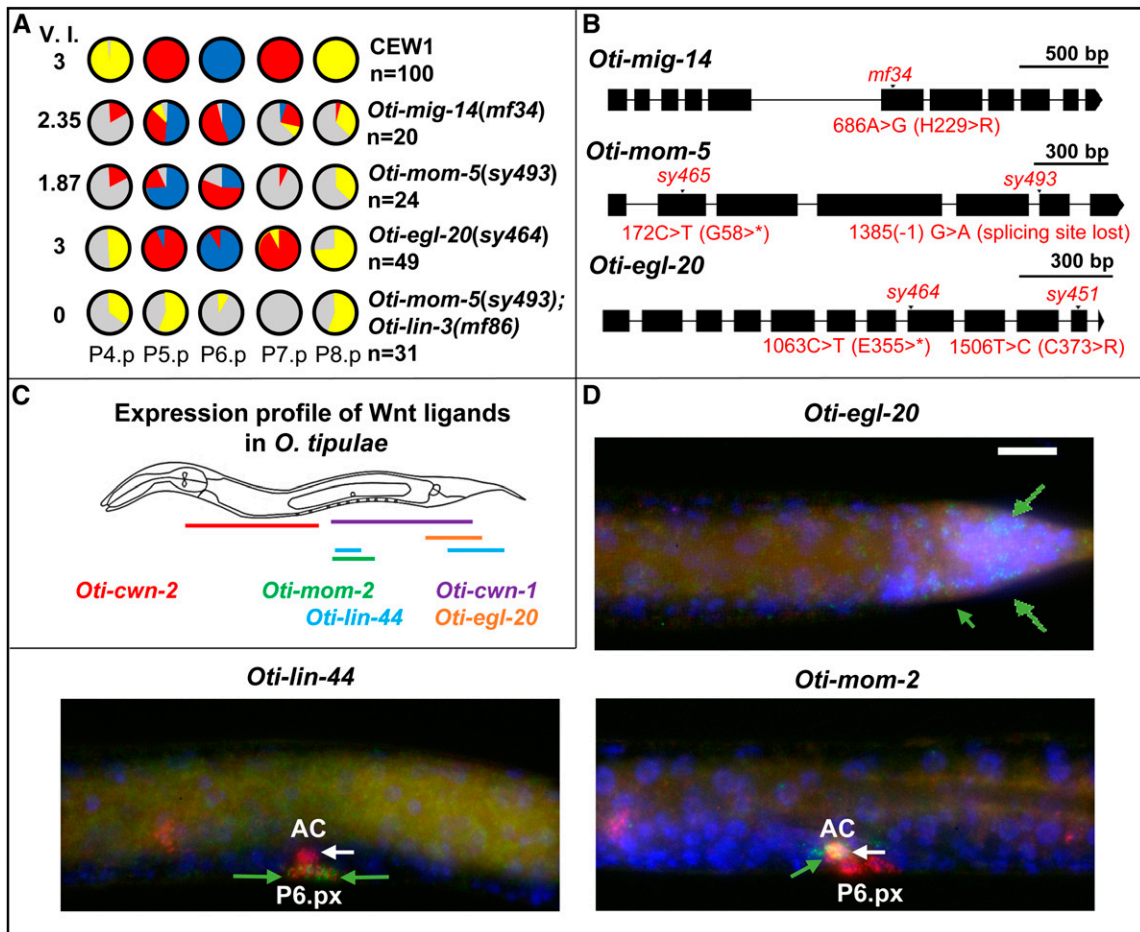 A
V. I.
3
CEW1
n=100
2.35
Oti-mig-14(mf34)
n=20
1.87
Oti-mom-5(sy493)
n=24
3
Oti-egl-20(sy464)
n=49
0
Oti-mom-5(sy493);
Oti-lin-3(mf86)
n=31
P4.p P5.p P6.p P7.p P8.p
B
500 bp
Oti-mig-14
mf34
686A>G (H229>R)
Oti-mom-5
300 bp
sy465
sy493
172C>T (G58>*)
1385(-1) G>A (splicing site lost)
Oti-egl-20
300 bp
sy464
sy451
1063C>T (E355>*)
1506T>C (C373>R)
C
Expression profile of Wnt ligands
in O. tipulae
Oti-cwn-2
Oti-mom-2
Oti-cwn-1
Oti-lin-44
Oti-egl-20
D
Oti-egl-20
Oti-lin-44
AC
P6.px
Oti-mom-2
AC
P6.px